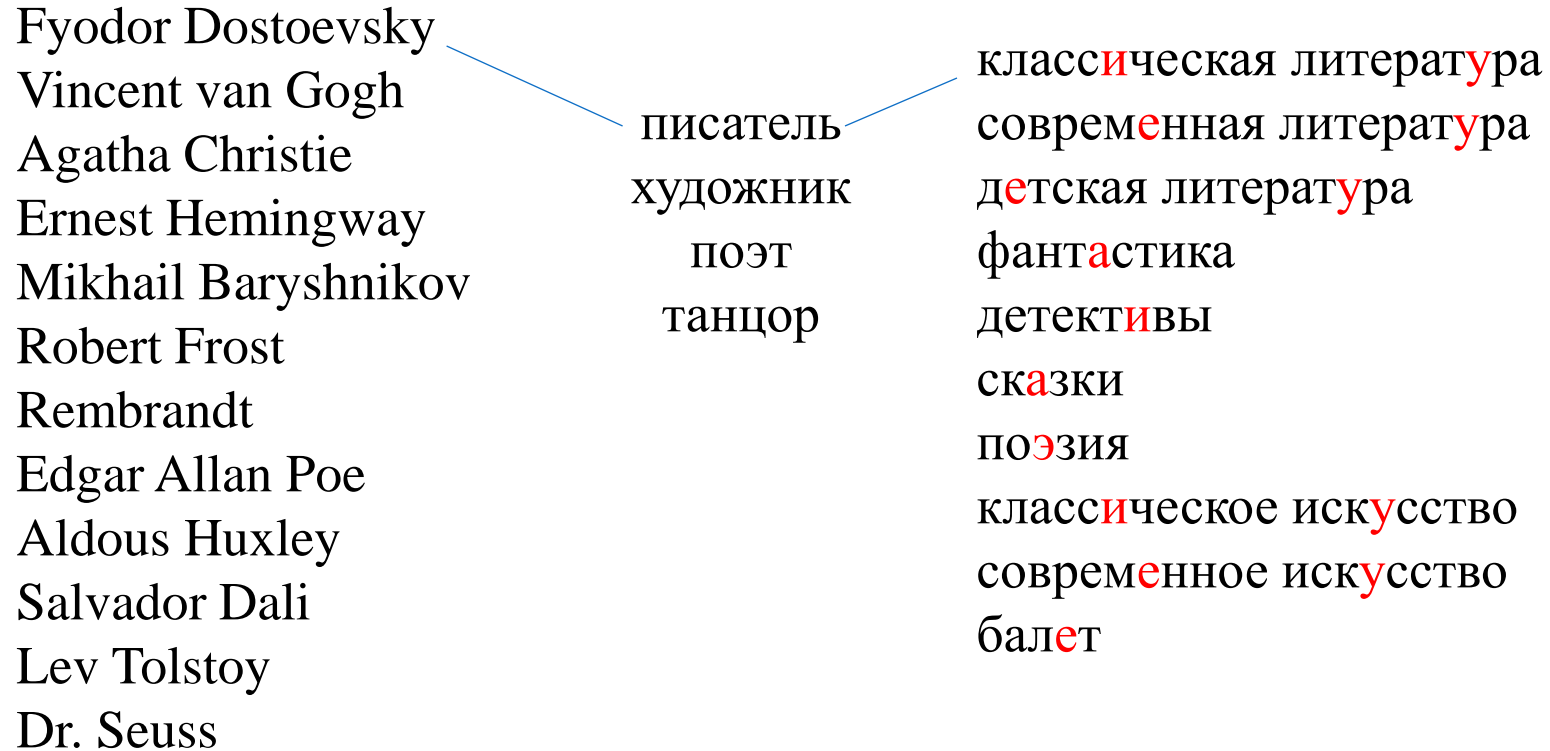 Fyodor Dostoevsky
Vincent van Gogh
Agatha Christie
Ernest Hemingway
Mikhail Baryshnikov
Robert Frost
Rembrandt
Edgar Allan Poe
Aldous Huxley
Salvador Dali
Lev Tolstoy
Dr. Seuss
писатель
художник
поэт
танцор
классическая литература
современная литература
детская литература
фантастика
детективы
сказки
поэзия
классическое искусство
современное искусство
балет